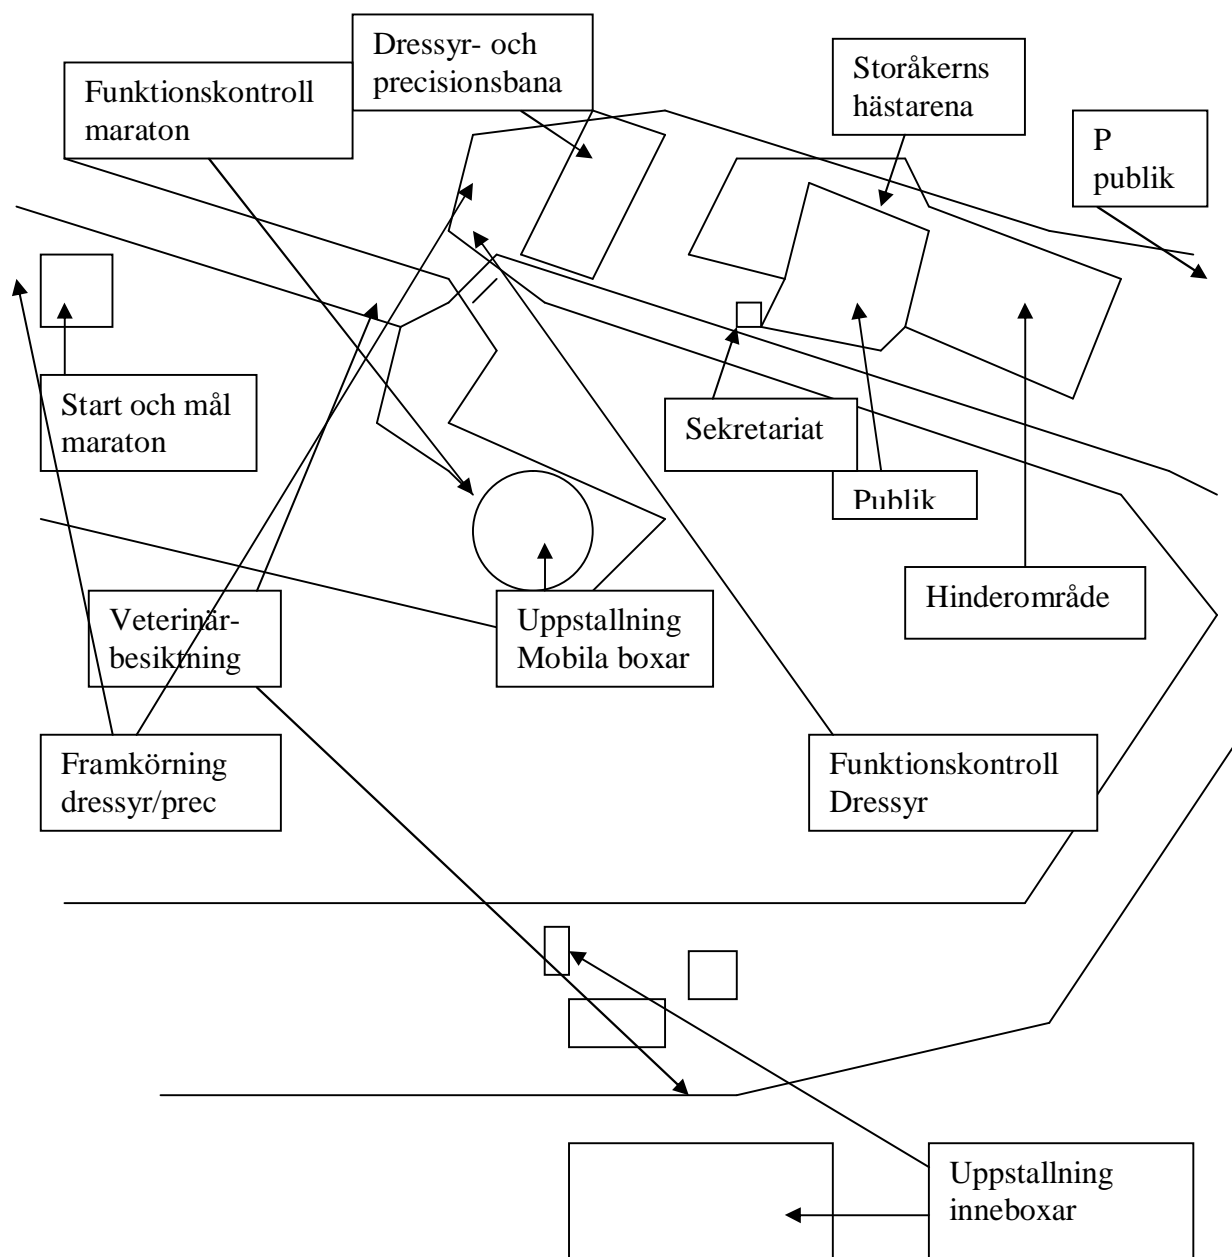 Dressyr- och
precisionsbana
Storåkerns
hästarena
Funktionskontroll
maraton
P
publik
Start och mål
maraton
Sekretariat
Publik
Hinderområde
Veterinär-
besiktning
Uppstallning
Mobila boxar
Framkörning
dressyr/prec
Funktionskontroll
Dressyr
Uppstallning
inneboxar